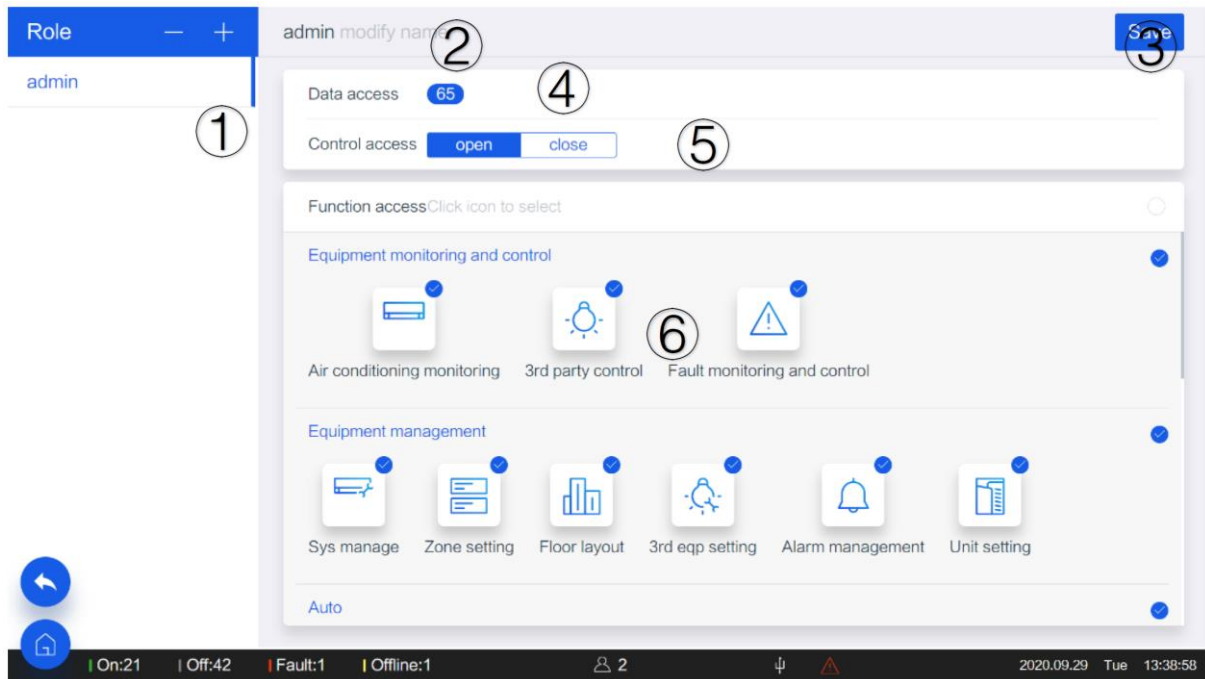 Role － ＋
admin modify name
Save
admin
①
②
③
④
⑤
⑥
Data access 65
Control access open close
Function access Click icon to select
Equipment monitoring and control
Air conditioning monitoring 3rd party control Fault monitoring and control
Equipment management
Sys manage Zone setting Floor layout 3rd eqp setting Alarm management Unit setting
Auto
On:21 Off:42 Fault:1 Offline:1 2 2020.09.29 Tue 13:38:58